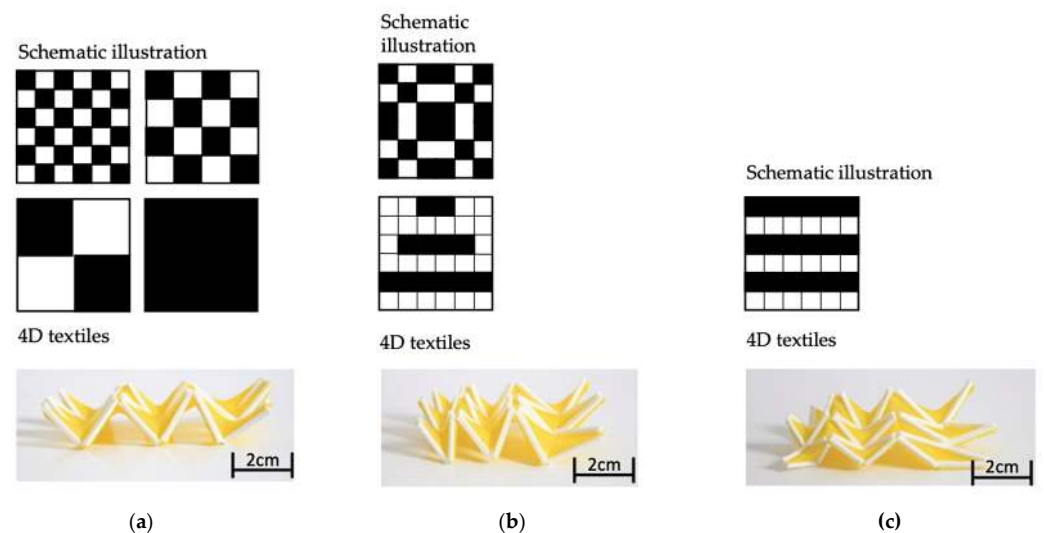 Schematic illustration
4D textiles
2cm
(a)
Schematic
illustration
4D textiles
2cm
(b)
Schematic illustration
4D textiles
2cm
(c)